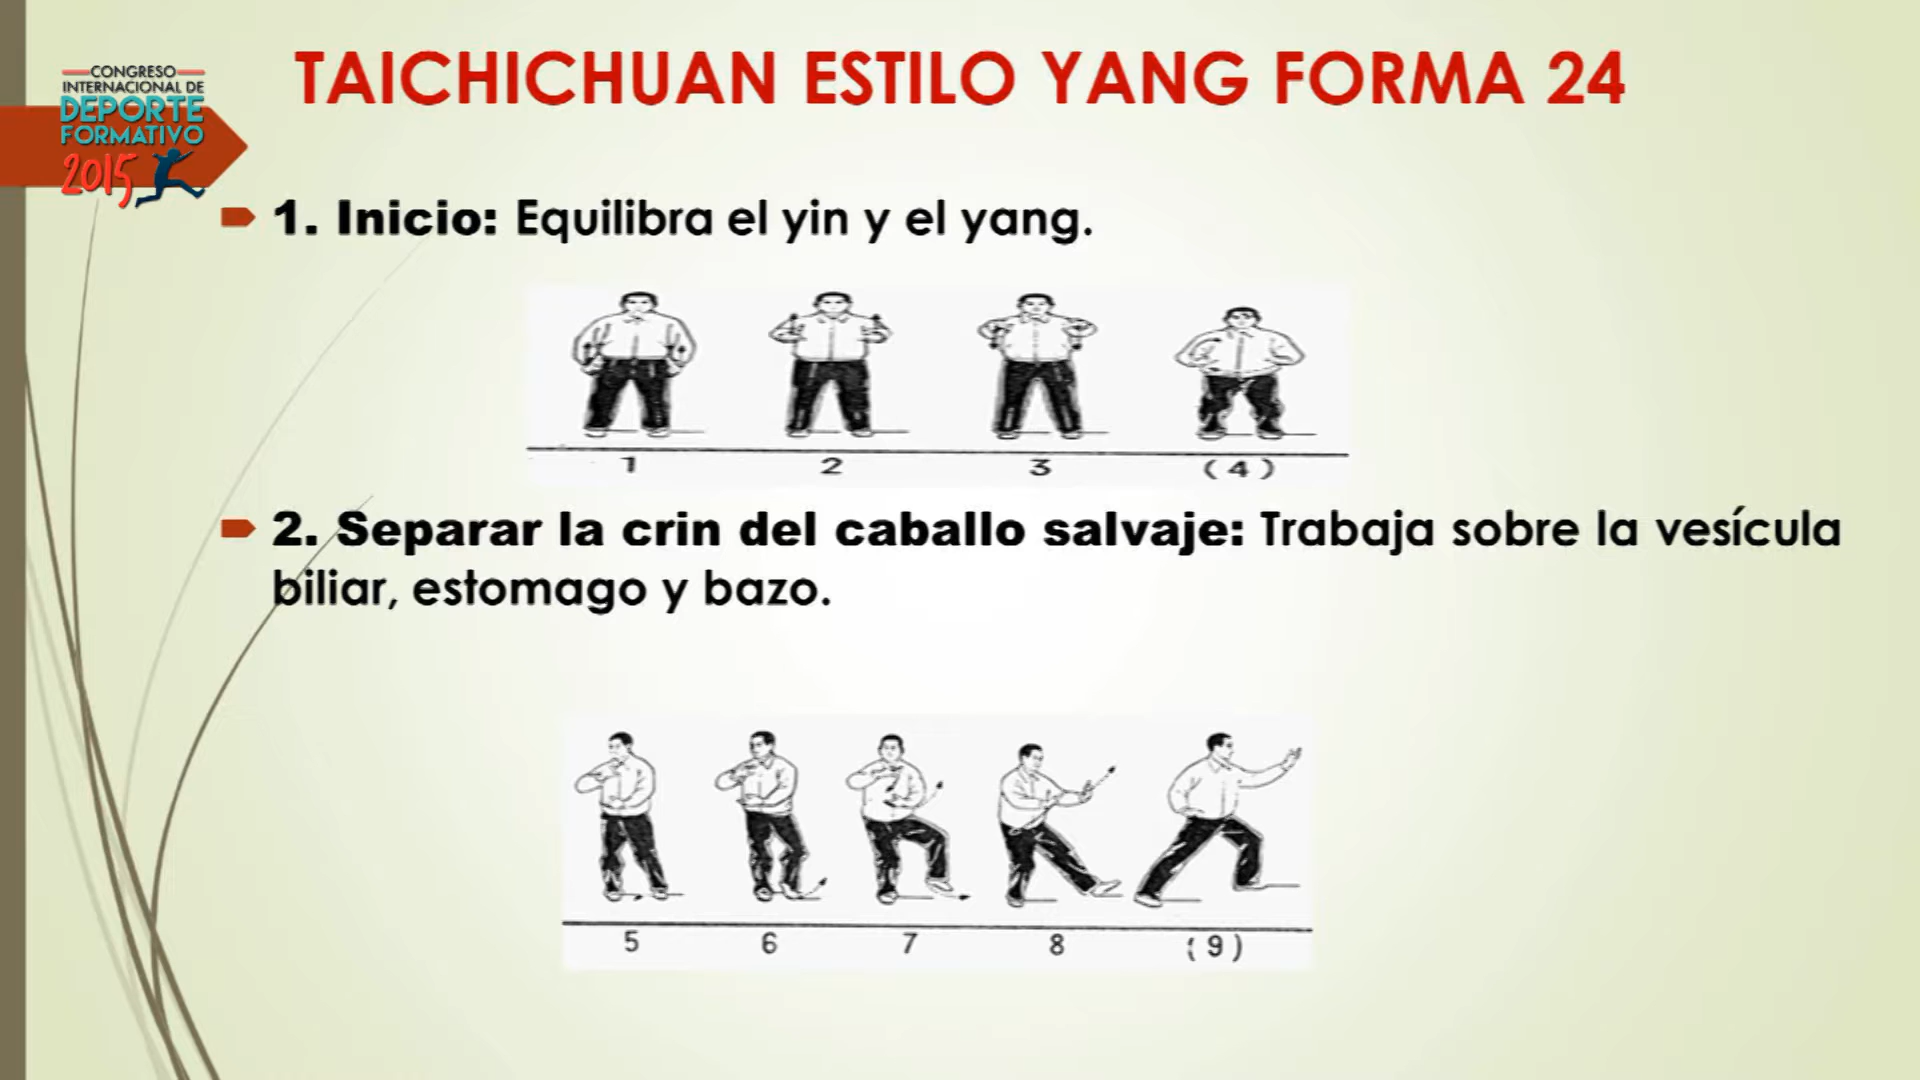 TAICHICHUAN ESTILO YANG FORMA 24
CONGRESO
INTERNACIONAL DE
DEPORTE
FORMATIVO
2015
1. Inicio: Equilibra el yin y el yang.
1 2 3 (4)
2. Separar la crin del caballo salvaje: Trabaja sobre la vesícula
biliar, estomago y bazo.
5 6 7 8 (9)